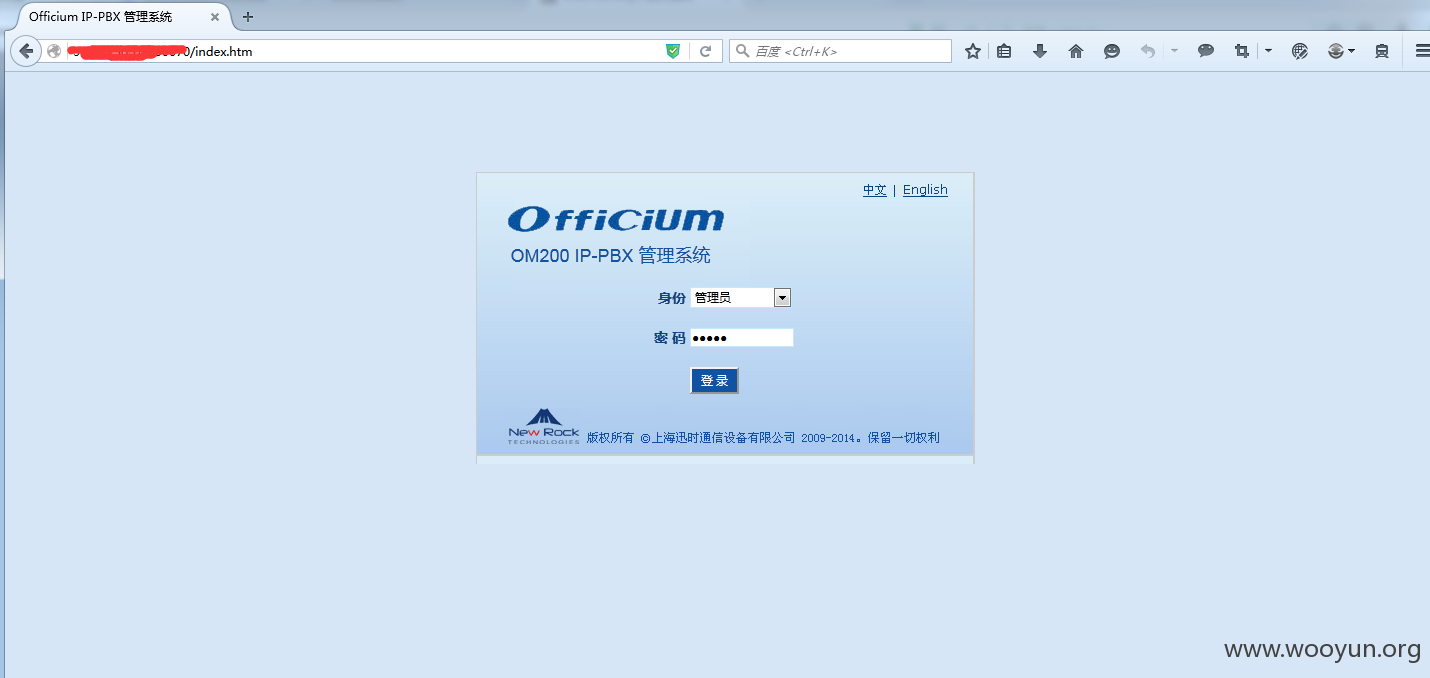 Officium IP-PBX 管理系统
/index.htm
百度 <Ctrl+K>
中文 | English
Officium
OM200 IP-PBX 管理系统
身份 管理员
密 码
登 录
New Rock
TECHNOLOGIES
版权所有 ©上海迅时通信设备有限公司 2009-2014。保留一切权利
www.wooyun.org